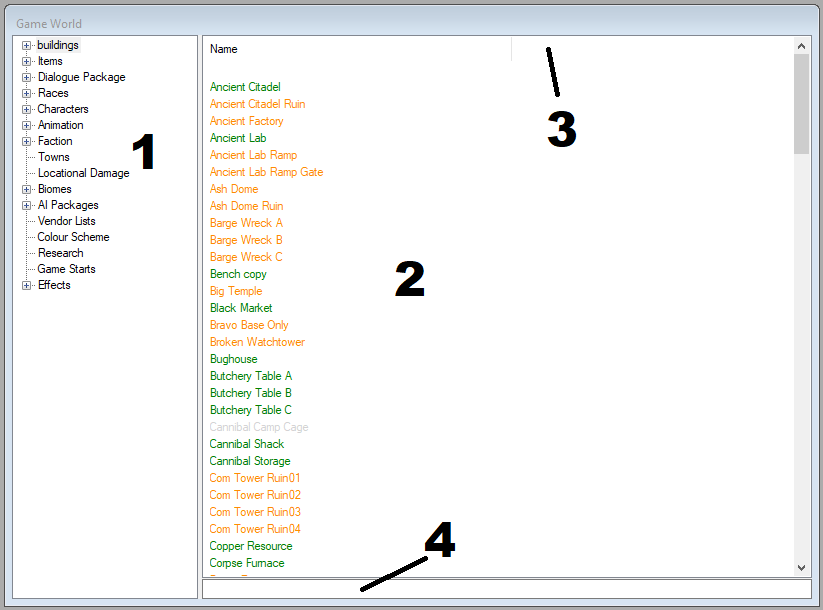 Game World
buildings
Items
Dialogue Package
Races
Characters
Animation
Faction
Towns
Locational Damage
Biomes
AI Packages
Vendor Lists
Colour Scheme
Research
Game Starts
Effects
1
Name
3
Ancient Citadel
Ancient Citadel Ruin
Ancient Factory
Ancient Lab
Ancient Lab Ramp
Ancient Lab Ramp Gate
Ash Dome
Ash Dome Ruin
Barge Wreck A
Barge Wreck B
Barge Wreck C
Bench copy
Big Temple
Black Market
Bravo Base Only
Broken Watchtower
Bughouse
Butchery Table A
Butchery Table B
Butchery Table C
Cannibal Camp Cage
Cannibal Shack
Cannibal Storage
Com Tower Ruin01
Com Tower Ruin02
Com Tower Ruin03
Com Tower Ruin04
Copper Resource
Corpse Furnace
2
4